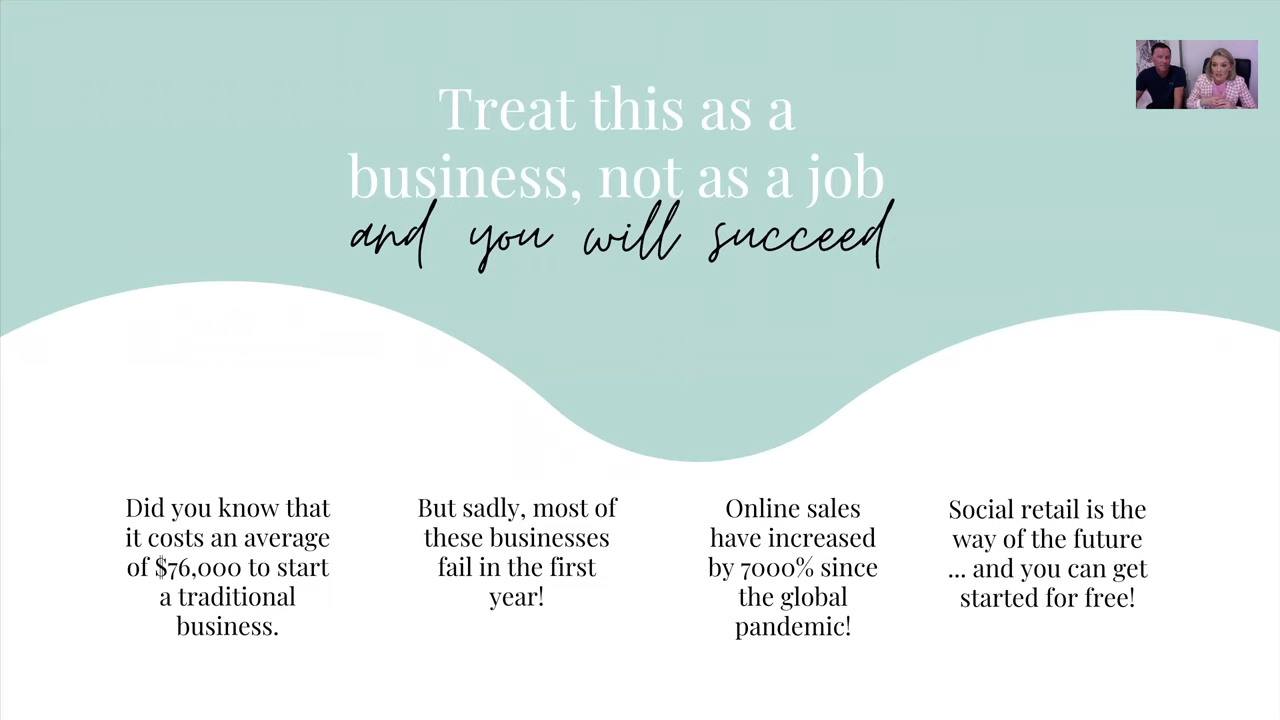 Treat this as a
business, not as a job
and you will succeed
Did you know that
it costs an average
of $76,000 to start
a traditional
business.
But sadly, most of
these businesses
fail in the first
year!
Online sales
have increased
by 7000% since
the global
pandemic!
Social retail is the
way of the future
... and you can get
started for free!